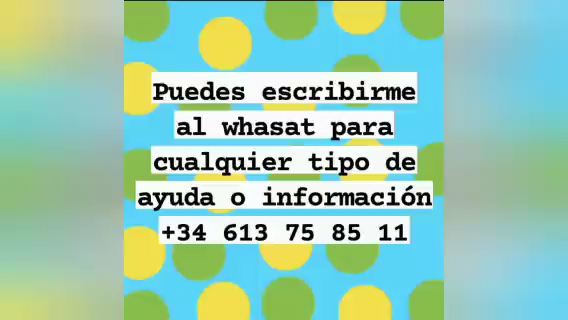 Puedes escribirme
al whasat para
cualquier tipo de
ayuda o información
+34 613 75 85 11